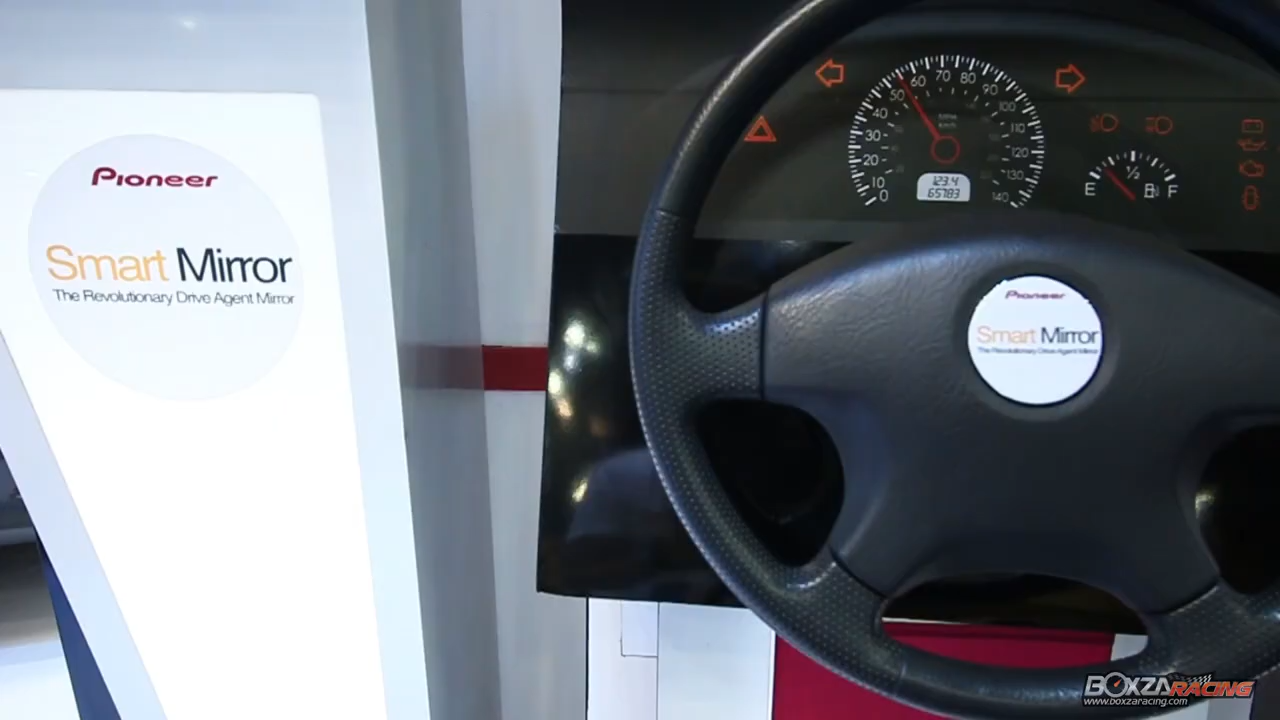 Pioneer
Smart Mirror
The Revolutionary Drive Agent Mirror
0 10 20 30 40 50 60 70 80 90 100 110 120 130 140
MPH
123.4
65783
E 1/2 F
Pioneer
Smart Mirror
The Revolutionary Drive Agent Mirror
BOXZA RACING
www.boxzaracing.com